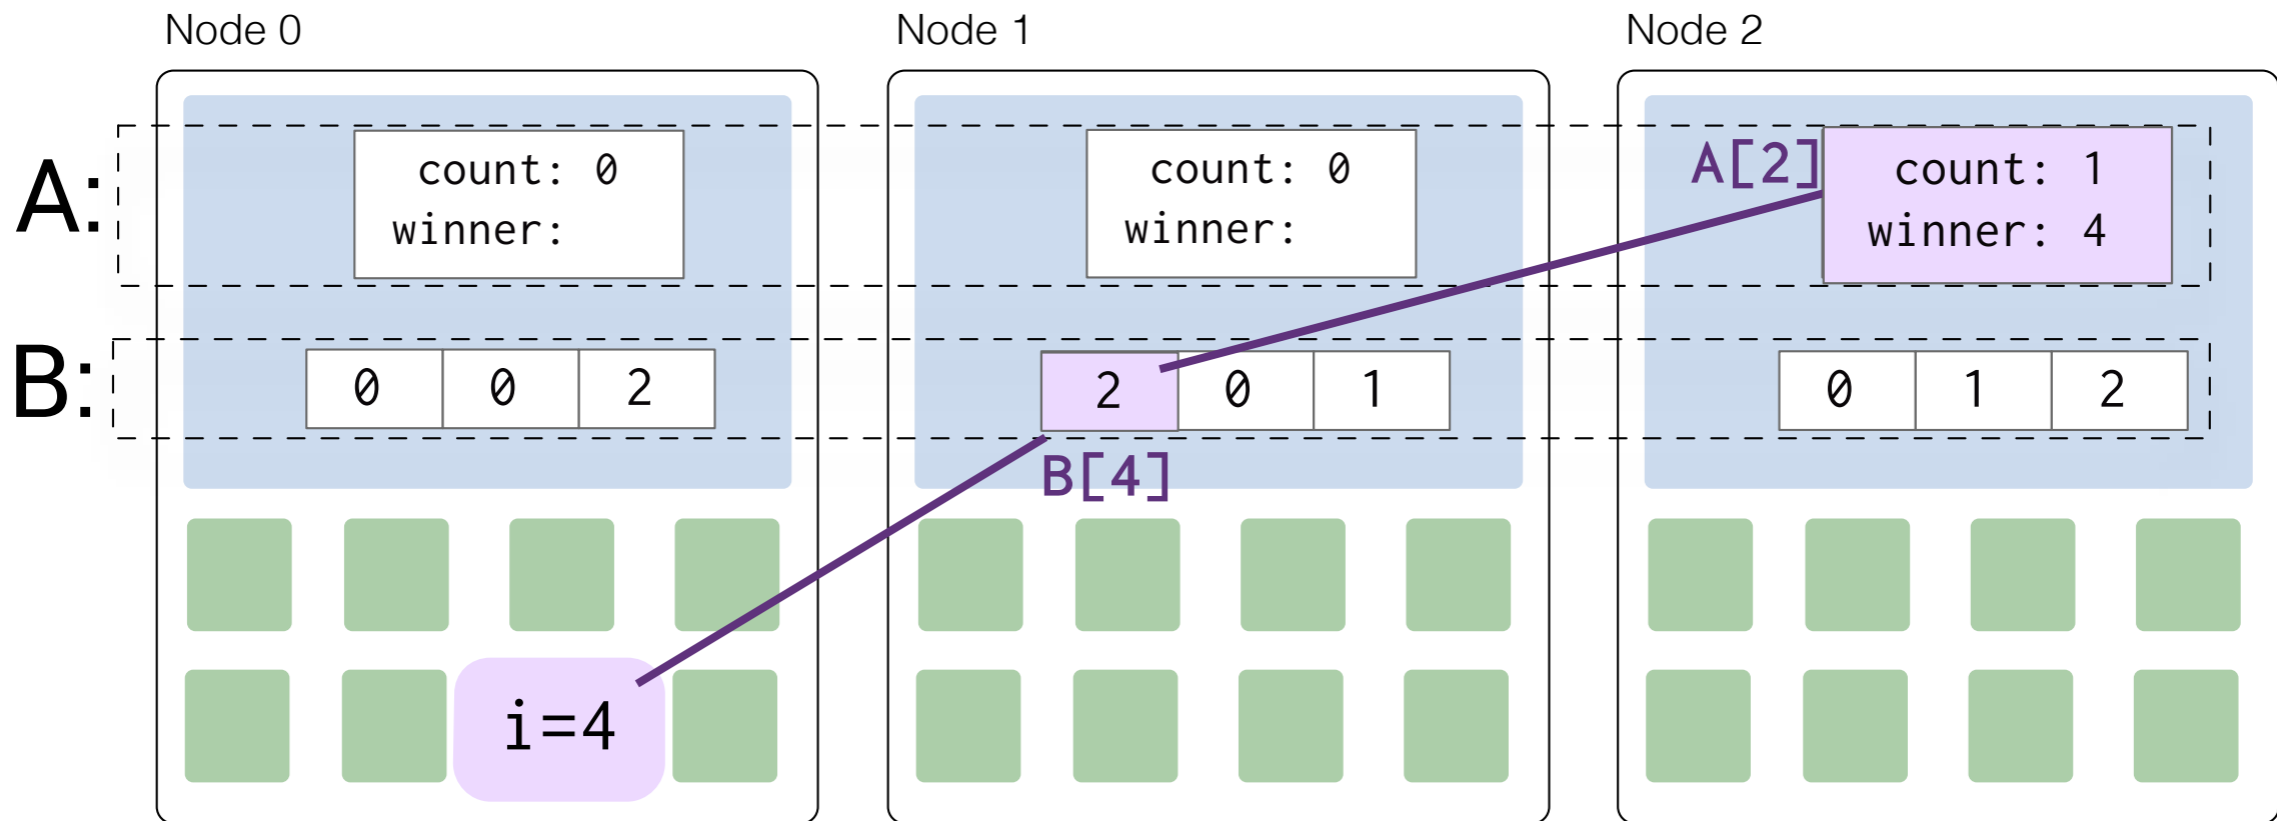 Node 0 Node 1 Node 2
A:
count: 0
winner:
count: 0
winner:
A[2]
count: 1
winner: 4
B:
0 0 2
2 0 1
0 1 2
B[4]
i=4